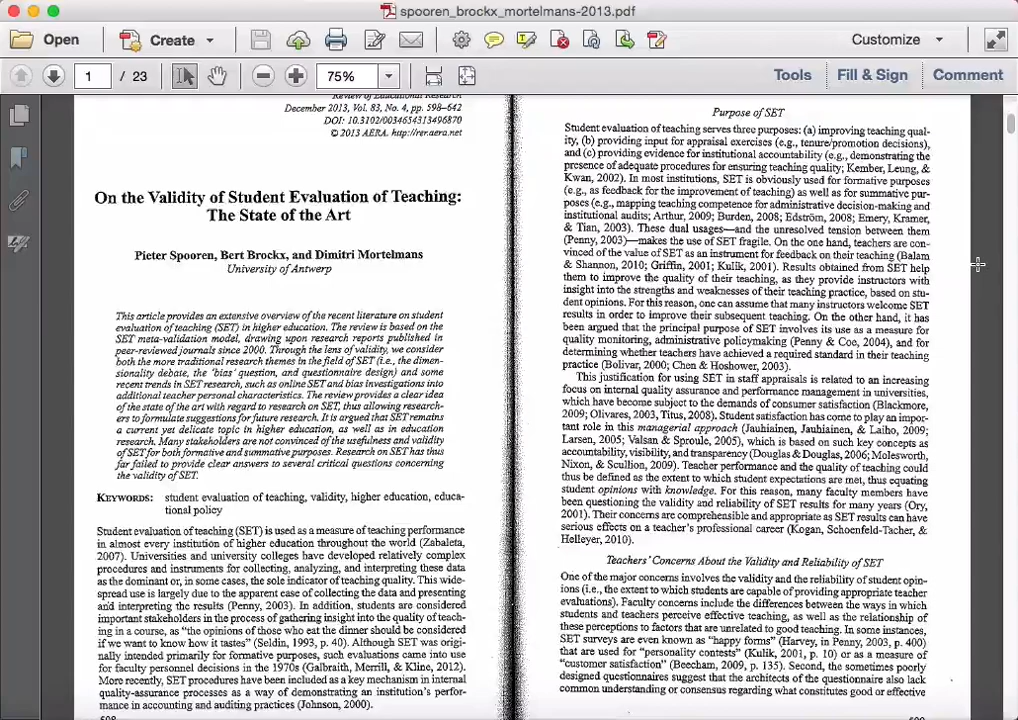 spooren_brockx_mortelmans-2013.pdf
Open
Create
Customize
1 / 23
75%
Tools
Fill & Sign
Comment
Review of Educational Research
December 2013, Vol. 83, No. 4, pp. 598–642
DOI: 10.3102/0034654313496870
© 2013 AERA. http://rer.aera.net
On the Validity of Student Evaluation of Teaching:
The State of the Art
Pieter Spooren, Bert Brockx, and Dimitri Mortelmans
University of Antwerp
This article provides an extensive overview of the recent literature on student
evaluation of teaching (SET) in higher education. The review is based on the
SET meta-validation model, drawing upon research reports published in
peer-reviewed journals since 2000. Through the lens of validity, we consider
both the more traditional research themes in the field of SET (i.e., the dimen-
sionality debate, the 'bias' question, and questionnaire design) and some
recent trends in SET research, such as online SET and bias investigations into
additional teacher personal characteristics. The review provides a clear idea
of the state of the art with regard to research on SET, thus allowing research-
ers to formulate suggestions for future research. It is argued that SET remains
a current yet delicate topic in higher education, as well as in education
research. Many stakeholders are not convinced of the usefulness and validity
of SET for both formative and summative purposes. Research on SET has thus
far failed to provide clear answers to several critical questions concerning
the validity of SET.
KEYWORDS: student evaluation of teaching, validity, higher education, educa-
tional policy
Student evaluation of teaching (SET) is used as a measure of teaching performance
in almost every institution of higher education throughout the world (Zabaleta,
2007). Universities and university colleges have developed relatively complex
procedures and instruments for collecting, analyzing, and interpreting these data
as the dominant or, in some cases, the sole indicator of teaching quality. This wide-
spread use is largely due to the apparent ease of collecting the data and presenting
and interpreting the results (Penny, 2003). In addition, students are considered
important stakeholders in the process of gathering insight into the quality of teach-
ing in a course, as “the opinions of those who eat the dinner should be considered
if we want to know how it tastes” (Seldin, 1993, p. 40). Although SET was origi-
nally intended primarily for formative purposes, such evaluations came into use
for faculty personnel decisions in the 1970s (Galbraith, Merrill, & Kline, 2012).
More recently, SET procedures have been included as a key mechanism in internal
quality-assurance processes as a way of demonstrating an institution's perfor-
mance in accounting and auditing practices (Johnson, 2000).
598
Purpose of SET
Student evaluation of teaching serves three purposes: (a) improving teaching qual-
ity, (b) providing input for appraisal exercises (e.g., tenure/promotion decisions),
and (c) providing evidence for institutional accountability (e.g., demonstrating the
presence of adequate procedures for ensuring teaching quality; Kember, Leung, &
Kwan, 2002). In most institutions, SET is obviously used for formative purposes
(e.g., as feedback for the improvement of teaching) as well as for summative pur-
poses (e.g., mapping teaching competence for administrative decision-making and
institutional audits; Arthur, 2009; Burden, 2008; Edström, 2008; Emery, Kramer,
& Tian, 2003). These dual usages—and the unresolved tension between them
(Penny, 2003)—makes the use of SET fragile. On the one hand, teachers are con-
vinced of the value of SET as an instrument for feedback on their teaching (Balam
& Shannon, 2010; Griffin, 2001; Kulik, 2001). Results obtained from SET help
them to improve the quality of their teaching, as they provide instructors with
insight into the strengths and weaknesses of their teaching practice, based on stu-
dent opinions. For this reason, one can assume that many instructors welcome SET
results in order to improve their subsequent teaching. On the other hand, it has
been argued that the principal purpose of SET involves its use as a measure for
quality monitoring, administrative policymaking (Penny & Coe, 2004), and for
determining whether teachers have achieved a required standard in their teaching
practice (Bolivar, 2000; Chen & Hoshower, 2003).
This justification for using SET in staff appraisals is related to an increasing
focus on internal quality assurance and performance management in universities,
which have become subject to the demands of consumer satisfaction (Blackmore,
2009; Olivares, 2003, Titus, 2008). Student satisfaction has come to play an impor-
tant role in this managerial approach (Jauhiainen, Jauhiainen, & Laiho, 2009;
Larsen, 2005; Valsan & Sproule, 2005), which is based on such key concepts as
accountability, visibility, and transparency (Douglas & Douglas, 2006; Molesworth,
Nixon, & Scullion, 2009). Teacher performance and the quality of teaching could
thus be defined as the extent to which student expectations are met, thus equating
student opinions with knowledge. For this reason, many faculty members have
been questioning the validity and reliability of SET results for many years (Ory,
2001). Their concerns are comprehensible and appropriate as SET results can have
serious effects on a teacher's professional career (Kogan, Schoenfeld-Tacher, &
Helleyer, 2010).
Teachers' Concerns About the Validity and Reliability of SET
One of the major concerns involves the validity and the reliability of student opin-
ions (i.e., the extent to which students are capable of providing appropriate teacher
evaluations). Faculty concerns include the differences between the ways in which
students and teachers perceive effective teaching, as well as the relationship of
these perceptions to factors that are unrelated to good teaching. In some instances,
SET surveys are even known as “happy forms” (Harvey, in Penny, 2003, p. 400)
that are used for “personality contests” (Kulik, 2001, p. 10) or as a measure of
“customer satisfaction” (Beecham, 2009, p. 135). Second, the sometimes poorly
designed questionnaires suggest that the architects of the questionnaire also lack
common understanding or consensus regarding what constitutes good or effective